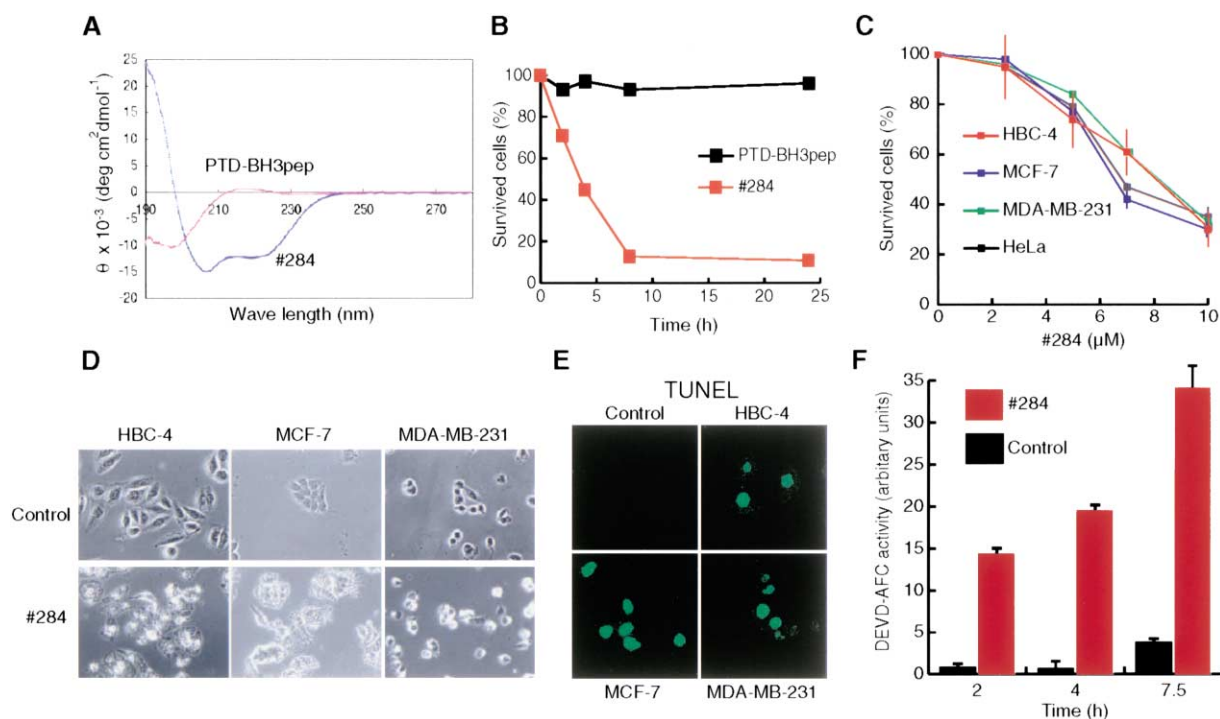 A
θ x 10⁻³ (deg cm²dmol⁻¹)
25
20
15
10
5
0
-5
-10
-15
-20
190
210
230
250
270
PTD-BH3pep
#284
Wave length (nm)
B
Survived cells (%)
100
80
60
40
20
0
0 5 10 15 20 25
Time (h)
PTD-BH3pep
#284
C
Survived cells (%)
100
80
60
40
20
0
0 2 4 6 8 10
#284 (μM)
HBC-4
MCF-7
MDA-MB-231
HeLa
D
HBC-4 MCF-7 MDA-MB-231
Control
#284
E
TUNEL
Control HBC-4
MCF-7 MDA-MB-231
F
DEVD-AFC activity (arbitary units)
35
30
25
20
15
10
5
0
#284
Control
2 4 7.5
Time (h)